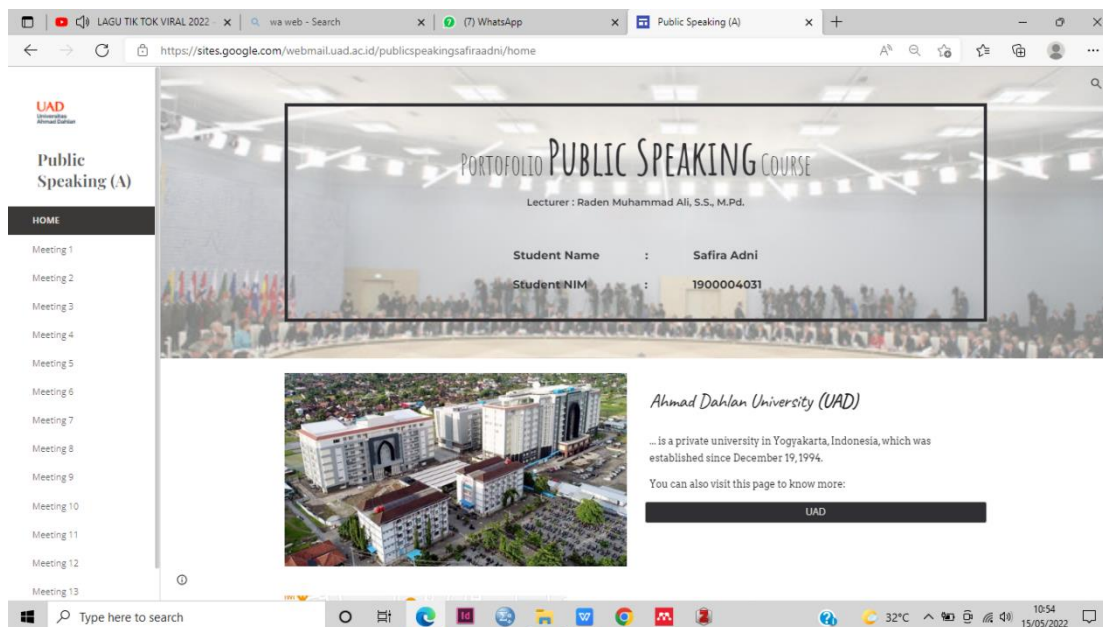 LAGU TIK TOK VIRAL 2022 -
wa web - Search
(7) WhatsApp
Public Speaking (A)
https://sites.google.com/webmail.uad.ac.id/publicspeakingsafiraadni/home
UAD
Universitas
Ahmad Dahlan
Public
Speaking (A)
HOME
Meeting 1
Meeting 2
Meeting 3
Meeting 4
Meeting 5
Meeting 6
Meeting 7
Meeting 8
Meeting 9
Meeting 10
Meeting 11
Meeting 12
Meeting 13
PORTOFOLIO PUBLIC SPEAKING COURSE
Lecturer : Raden Muhammad Ali, S.S., M.Pd.
Student Name : Safira Adni
Student NIM : 1900004031
Ahmad Dahlan University (UAD)
... is a private university in Yogyakarta, Indonesia, which was
established since December 19, 1994.
You can also visit this page to know more:
UAD
Type here to search
32°C
10:54
15/05/2022